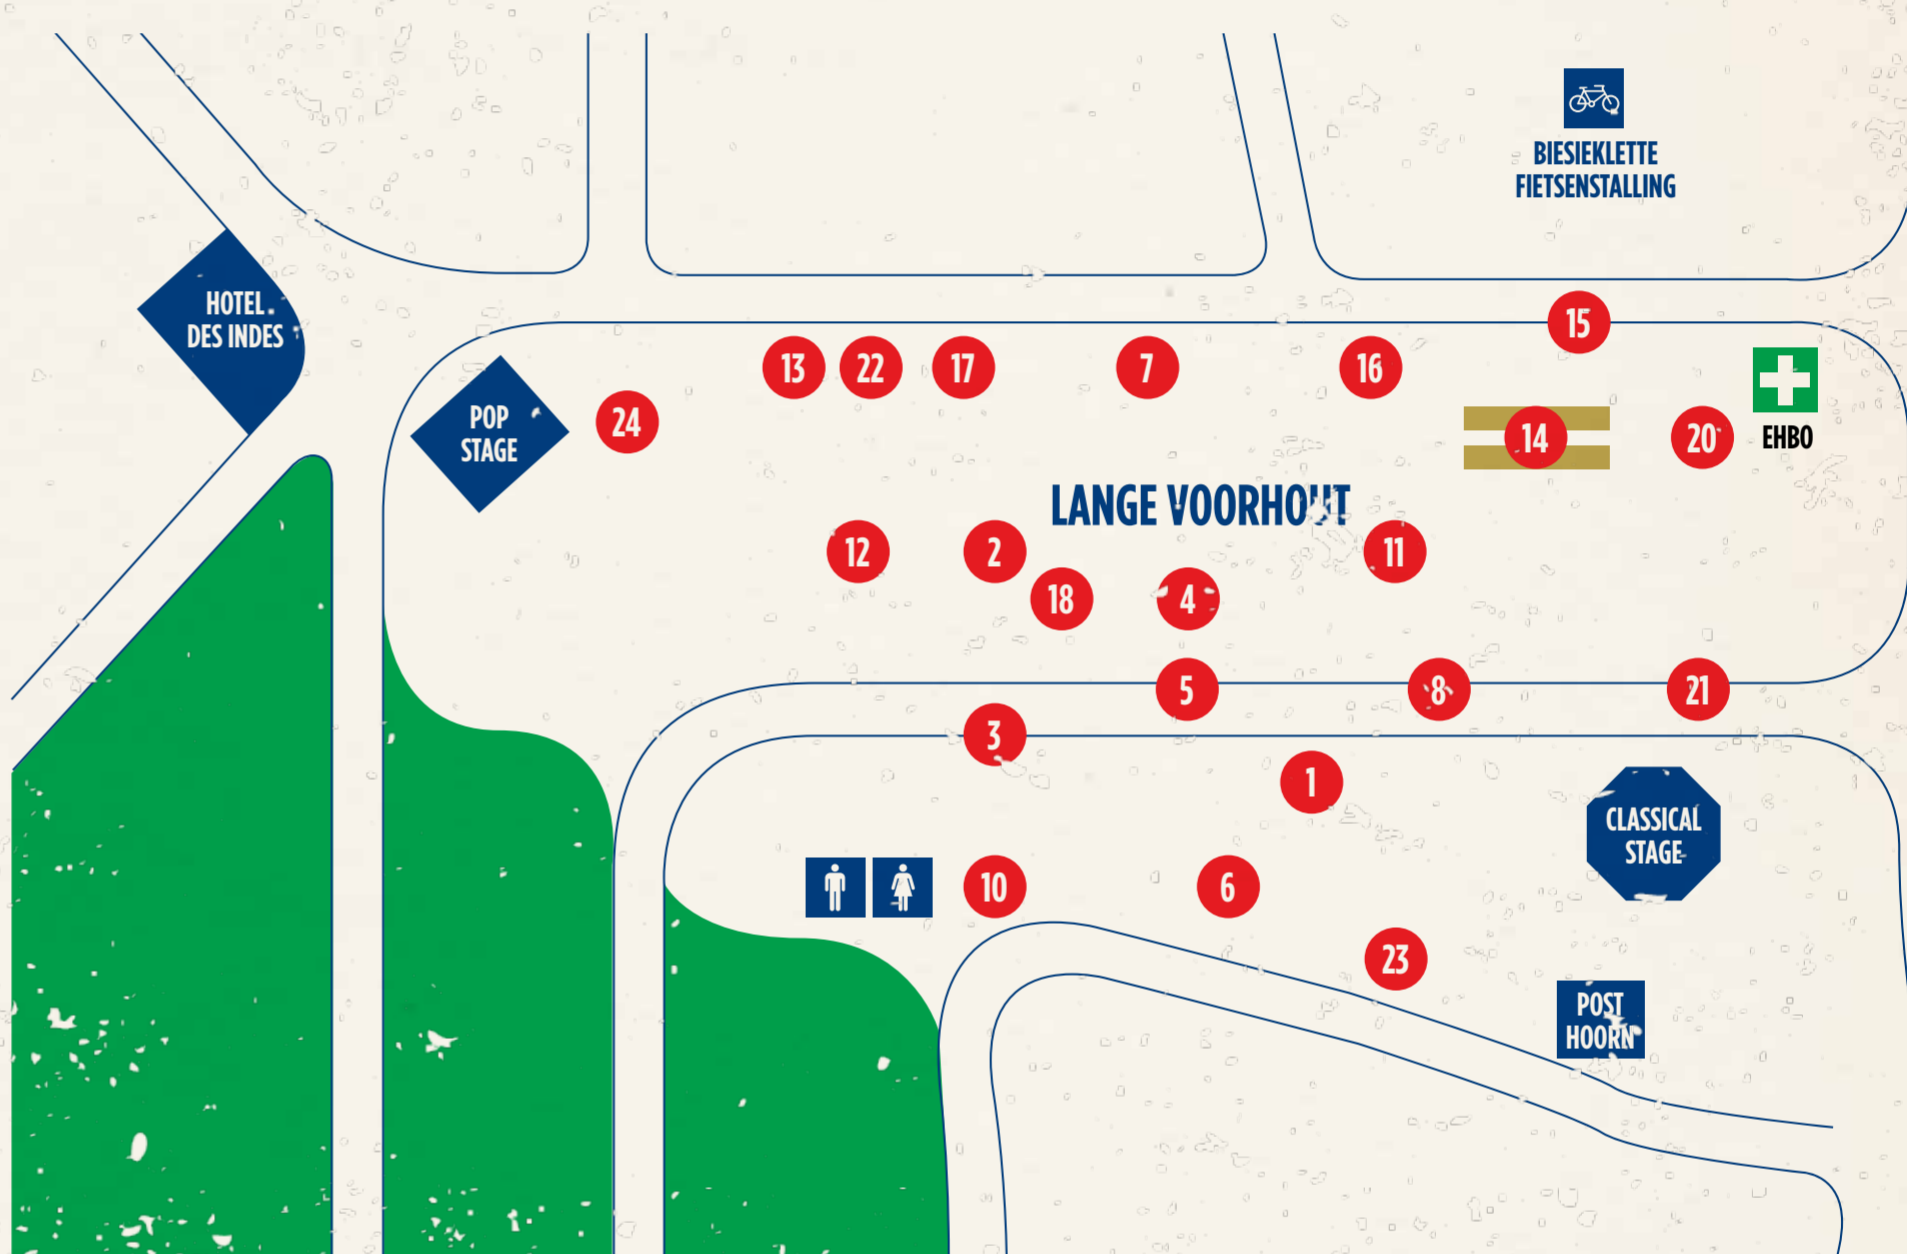 BIESIEKLETTE
FIETSENSTALLING
HOTEL
DES INDES
15
13
22
17
7
16
POP
STAGE
24
14
20
EHBO
LANGE VOORHOUT
12
2
11
18
4
5
8
21
3
1
CLASSICAL
STAGE
10
6
23
POST
HOORN